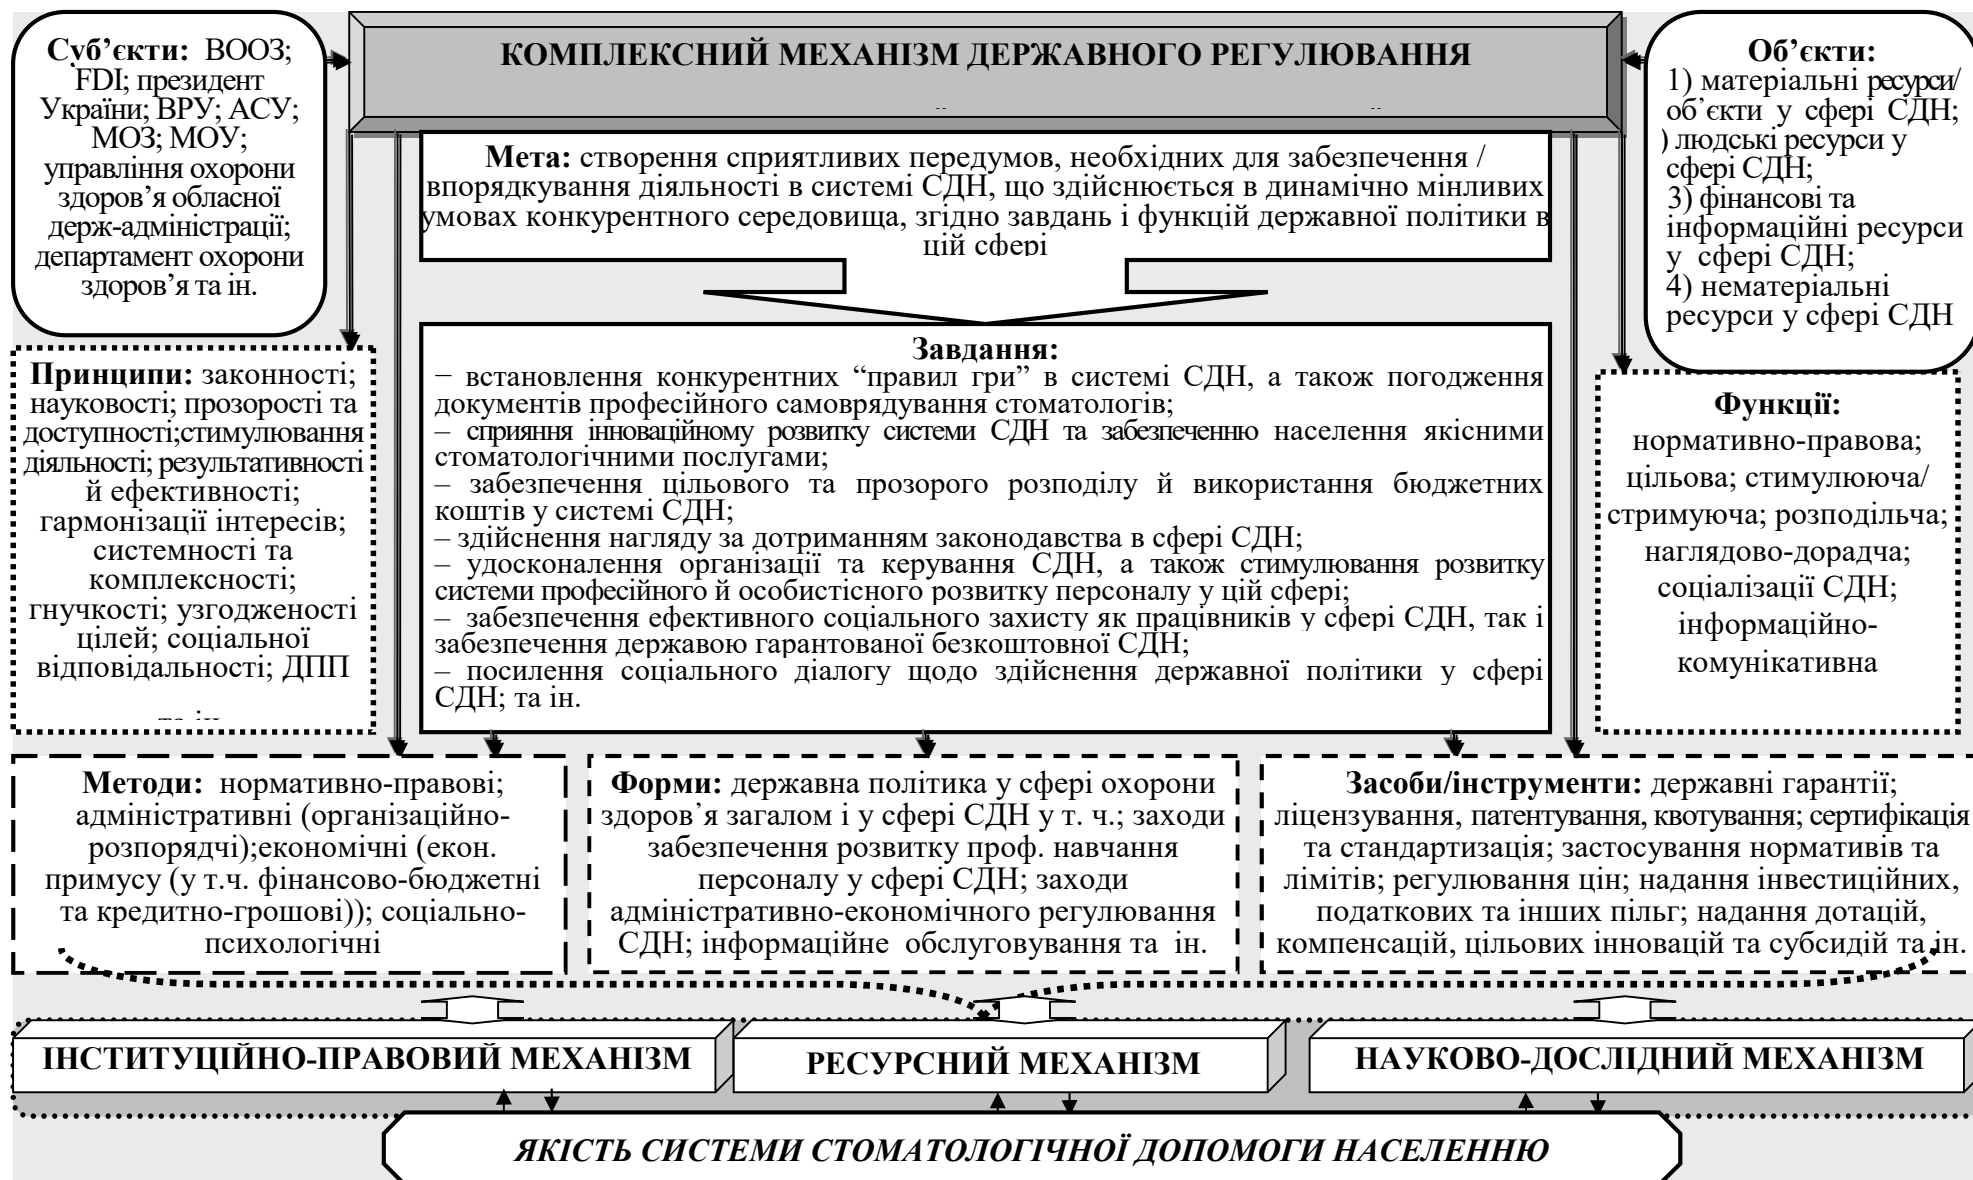 КОМПЛЕКСНИЙ МЕХАНІЗМ ДЕРЖАВНОГО РЕГУЛЮВАННЯ
Суб’єкти: ВООЗ;
FDI; президент
України; ВРУ; АСУ;
МОЗ; МОУ;
управління охорони
здоров’я обласної
держ-адміністрації;
департамент охорони
здоров’я та ін.
Об’єкти:
1) матеріальні ресурси/
об’єкти у сфері СДН;
) людські ресурси у
сфері СДН;
3) фінансові та
інформаційні ресурси
у сфері СДН;
4) нематеріальні
ресурси у сфері СДН
Мета: створення сприятливих передумов, необхідних для забезпечення /
впорядкування діяльності в системі СДН, що здійснюється в динамічно мінливих
умовах конкурентного середовища, згідно завдань і функцій державної політики в
цій сфері
Принципи: законності;
науковості; прозорості та
доступності;стимулювання
діяльності; результативності
й ефективності;
гармонізації інтересів;
системності та
комплексності;
гнучкості; узгодженості
цілей; соціальної
відповідальності; ДПП
та ін.
Завдання:
– встановлення конкурентних “правил гри” в системі СДН, а також погодження
документів професійного самоврядування стоматологів;
– сприяння інноваційному розвитку системи СДН та забезпеченню населення якісними
стоматологічними послугами;
– забезпечення цільового та прозорого розподілу й використання бюджетних
коштів у системі СДН;
– здійснення нагляду за дотриманням законодавства в сфері СДН;
– удосконалення організації та керування СДН, а також стимулювання розвитку
системи професійного й особистісного розвитку персоналу у цій сфері;
– забезпечення ефективного соціального захисту як працівників у сфері СДН, так і
забезпечення державою гарантованої безкоштовної СДН;
– посилення соціального діалогу щодо здійснення державної політики у сфері
СДН; та ін.
Функції:
нормативно-правова;
цільова; стимулююча/
стримуюча; розподільча;
наглядово-дорадча;
соціалізації СДН;
інформаційно-
комунікативна
Методи: нормативно-правові;
адміністративні (організаційно-
розпорядчі);економічні (екон.
примусу (у т.ч. фінансово-бюджетні
та кредитно-грошові)); соціально-
психологічні
Форми: державна політика у сфері охорони
здоров’я загалом і у сфері СДН у т. ч.; заходи
забезпечення розвитку проф. навчання
персоналу у сфері СДН; заходи
адміністративно-економічного регулювання
СДН; інформаційне обслуговування та ін.
Засоби/інструменти: державні гарантії;
ліцензування, патентування, квотування; сертифікація
та стандартизація; застосування нормативів та
лімітів; регулювання цін; надання інвестиційних,
податкових та інших пільг; надання дотацій,
компенсацій, цільових інновацій та субсидій та ін.
ІНСТИТУЦІЙНО-ПРАВОВИЙ МЕХАНІЗМ
РЕСУРСНИЙ МЕХАНІЗМ
НАУКОВО-ДОСЛІДНИЙ МЕХАНІЗМ
ЯКІСТЬ СИСТЕМИ СТОМАТОЛОГІЧНОЇ ДОПОМОГИ НАСЕЛЕННЮ